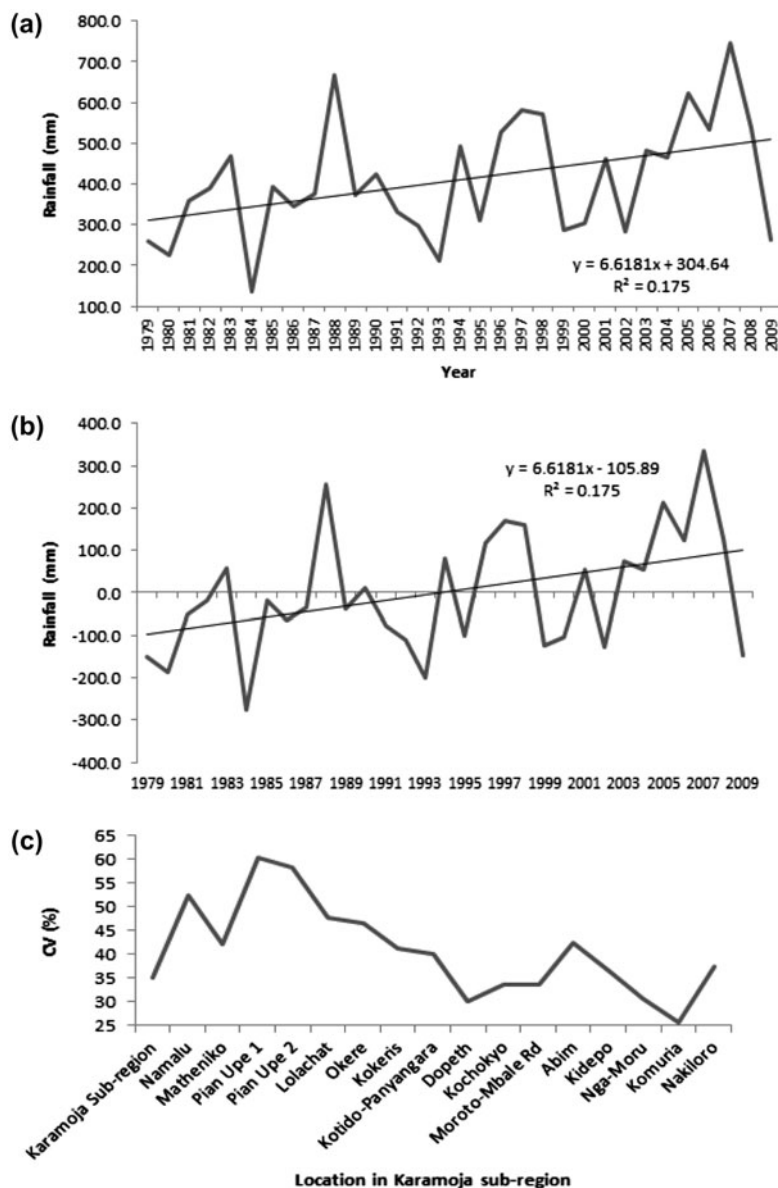 (a)
800.0
700.0
600.0
500.0
400.0
300.0
200.0
100.0
Rainfall (mm)
y = 6.6181x + 304.64
R² = 0.175
1979 1980 1981 1982 1983 1984 1985 1986 1987 1988 1989 1990 1991 1992 1993 1994 1995 1996 1997 1998 1999 2000 2001 2002 2003 2004 2005 2006 2007 2008 2009
Year
(b)
400.0
300.0
200.0
100.0
0.0
-100.0
-200.0
-300.0
-400.0
Rainfall (mm)
y = 6.6181x - 105.89
R² = 0.175
1979 1981 1983 1985 1987 1989 1991 1993 1995 1997 1999 2001 2003 2005 2007 2009
(c)
65
60
55
50
45
40
35
30
25
CV (%)
Karamoja Sub-region
Namalu
Matheniko
Pian Upe 1
Pian Upe 2
Lolachat
Okere
Kokeris
Kotido-Panyangara
Dopeth
Kochokyo
Moroto-Mbale Rd
Abim
Kidepo
Nga-Moru
Komuria
Nakiloro
Location in Karamoja sub-region